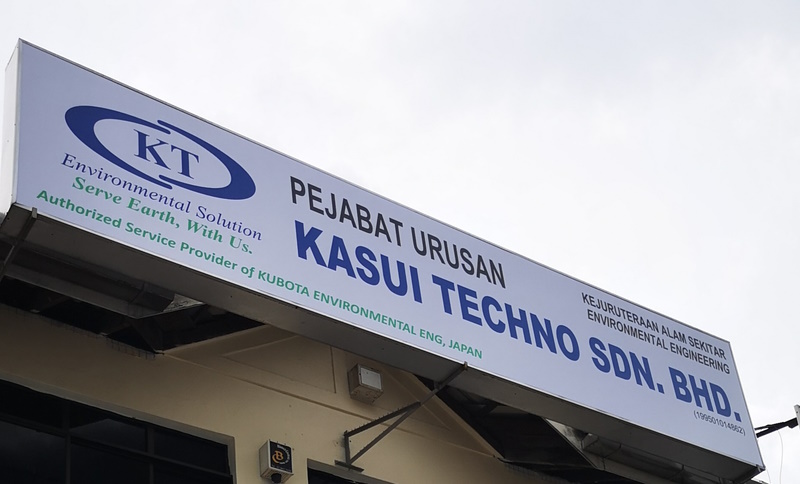 KT
Environmental Solution
Serve Earth, With Us.
Authorized Service Provider of KUBOTA ENVIRONMENTAL ENG, JAPAN
PEJABAT URUSAN
KASUI TECHNO SDN. BHD.
KEJURUTERAAN ALAM SEKITAR
ENVIRONMENTAL ENGINEERING
(199501014862)